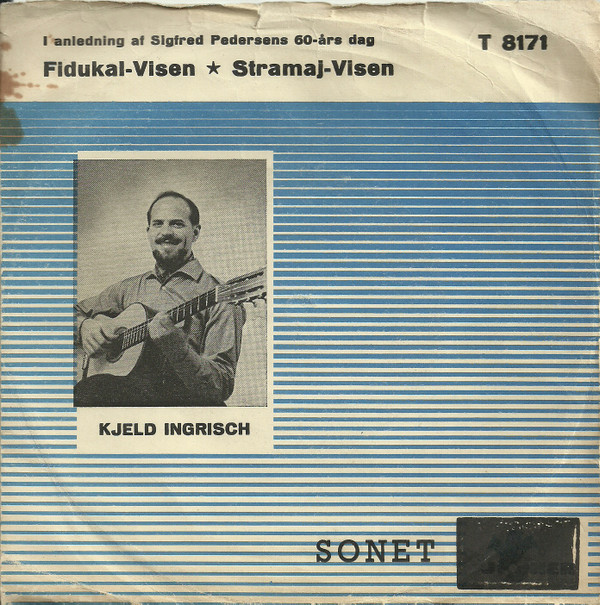 I anledning af Sigfred Pedersens 60-års dag
T 8171
Fidukal-Visen ★ Stramaj-Visen
KJELD INGRISCH
SONET